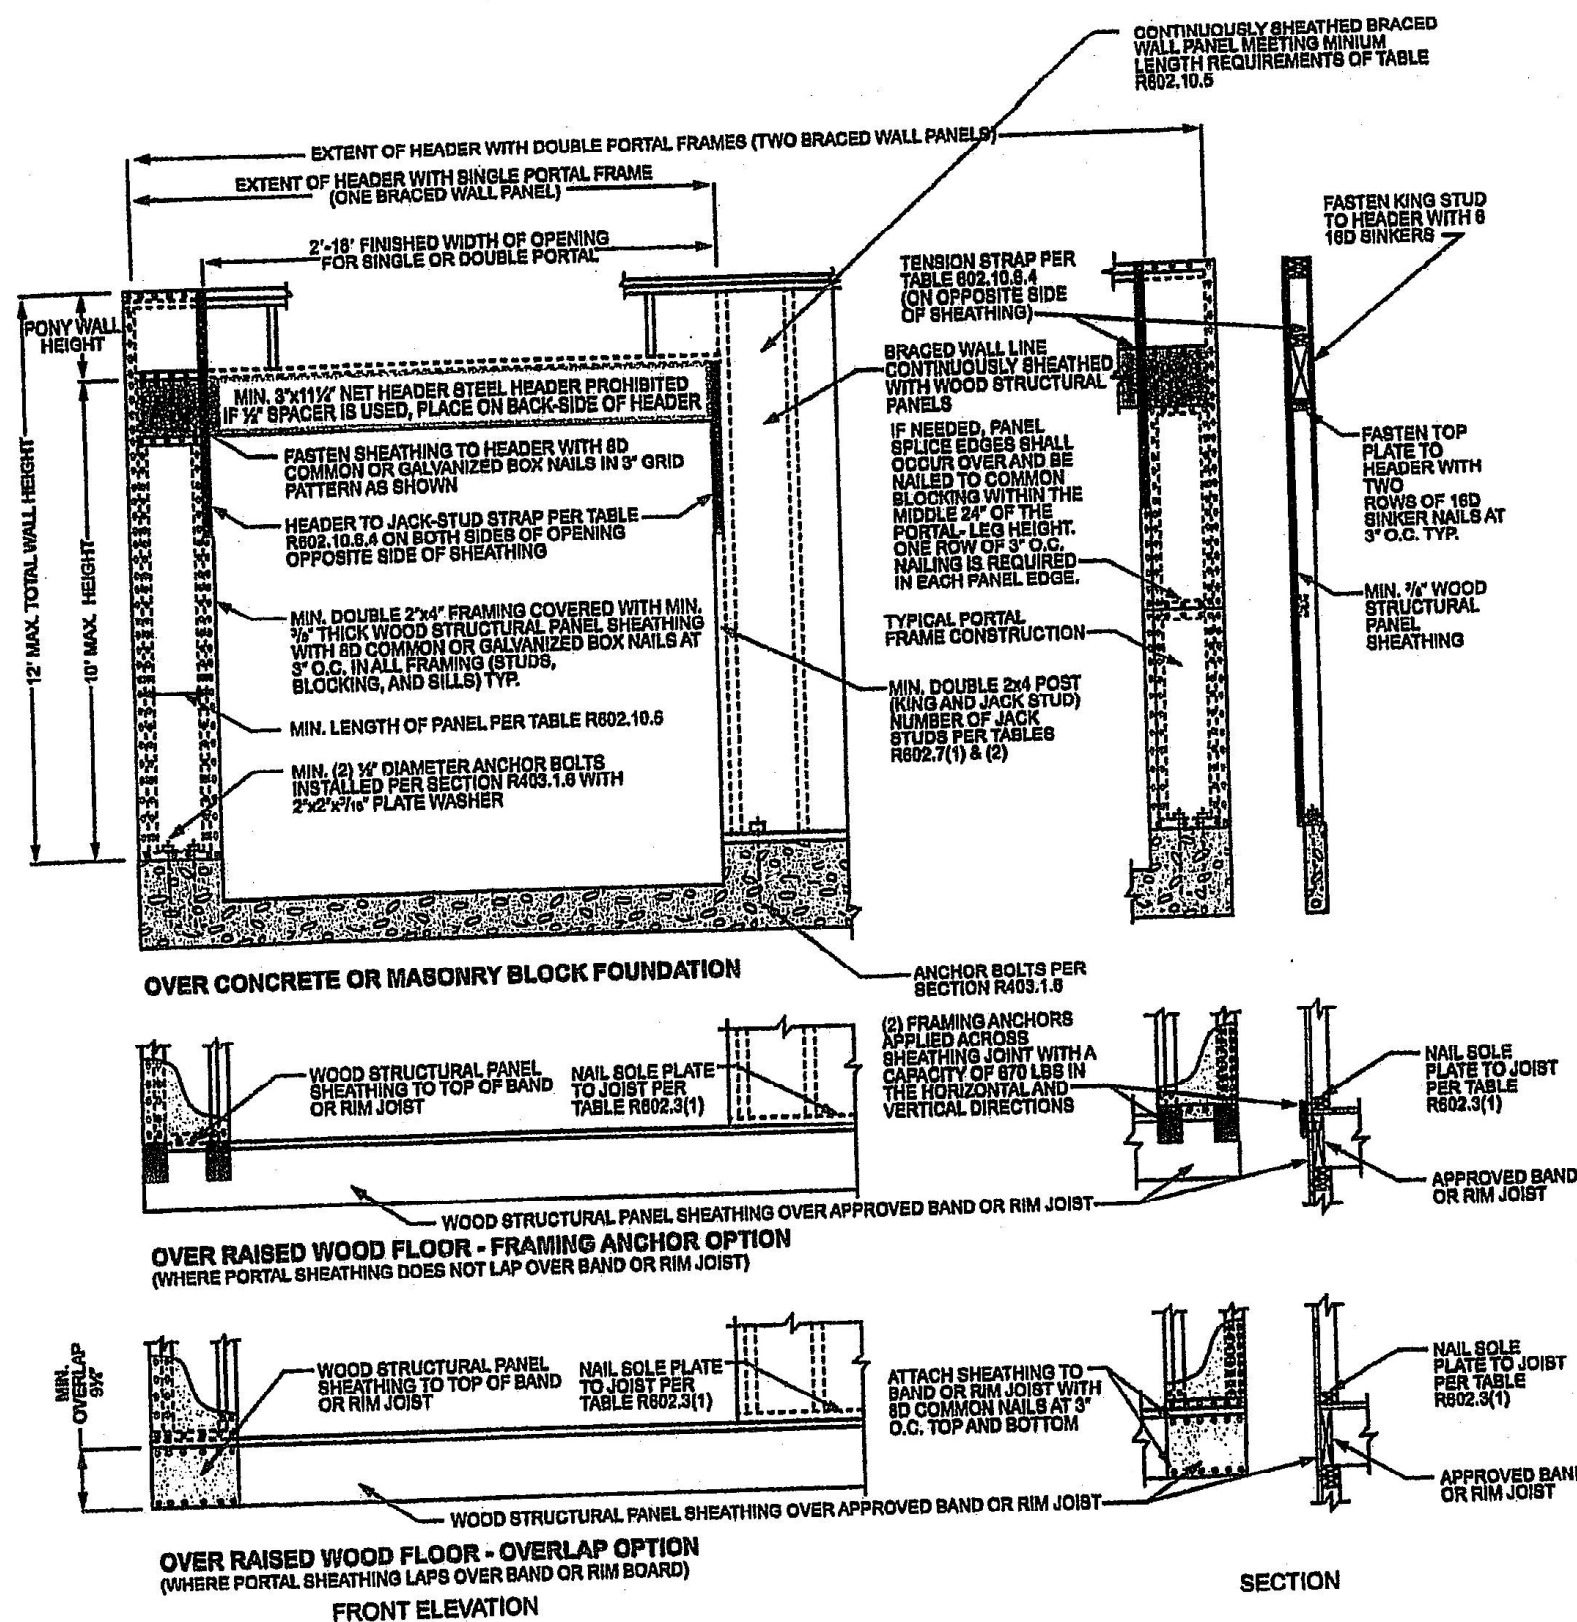 CONTINUOUSLY SHEATHED BRACED
WALL PANEL MEETING MINIUM
LENGTH REQUIREMENTS OF TABLE
R602.10.5
EXTENT OF HEADER WITH DOUBLE PORTAL FRAMES (TWO BRACED WALL PANELS)
EXTENT OF HEADER WITH SINGLE PORTAL FRAME
(ONE BRACED WALL PANEL)
2'-18' FINISHED WIDTH OF OPENING
FOR SINGLE OR DOUBLE PORTAL
FASTEN KING STUD
TO HEADER WITH 6
16D SINKERS
TENSION STRAP PER
TABLE 602.10.6.4
(ON OPPOSITE SIDE
OF SHEATHING)
PONY WALL
HEIGHT
12' MAX. TOTAL WALL HEIGHT
10' MAX. HEIGHT
MIN. 3"x11¼" NET HEADER STEEL HEADER PROHIBITED
IF ½" SPACER IS USED, PLACE ON BACK-SIDE OF HEADER
BRACED WALL LINE
CONTINUOUSLY SHEATHED
WITH WOOD STRUCTURAL
PANELS
FASTEN SHEATHING TO HEADER WITH 8D
COMMON OR GALVANIZED BOX NAILS IN 3" GRID
PATTERN AS SHOWN
HEADER TO JACK-STUD STRAP PER TABLE
R602.10.6.4 ON BOTH SIDES OF OPENING
OPPOSITE SIDE OF SHEATHING
IF NEEDED, PANEL
SPLICE EDGES SHALL
OCCUR OVER AND BE
NAILED TO COMMON
BLOCKING WITHIN THE
MIDDLE 24" OF THE
PORTAL- LEG HEIGHT.
ONE ROW OF 3" O.C.
NAILING IS REQUIRED
IN EACH PANEL EDGE.
FASTEN TOP
PLATE TO
HEADER WITH
TWO
ROWS OF 16D
SINKER NAILS AT
3" O.C. TYP.
MIN. DOUBLE 2"x4" FRAMING COVERED WITH MIN.
³/₈" THICK WOOD STRUCTURAL PANEL SHEATHING
WITH 8D COMMON OR GALVANIZED BOX NAILS AT
3" O.C. IN ALL FRAMING (STUDS,
BLOCKING, AND SILLS) TYP.
TYPICAL PORTAL
FRAME CONSTRUCTION
MIN. ³/₈" WOOD
STRUCTURAL
PANEL
SHEATHING
MIN. LENGTH OF PANEL PER TABLE R602.10.5
MIN. DOUBLE 2x4 POST
(KING AND JACK STUD)
NUMBER OF JACK
STUDS PER TABLES
R602.7(1) & (2)
MIN. (2) ½" DIAMETER ANCHOR BOLTS
INSTALLED PER SECTION R403.1.6 WITH
2"x2"x³/₁₆" PLATE WASHER
OVER CONCRETE OR MASONRY BLOCK FOUNDATION
ANCHOR BOLTS PER
SECTION R403.1.6
WOOD STRUCTURAL PANEL
SHEATHING TO TOP OF BAND
OR RIM JOIST
NAIL SOLE PLATE
TO JOIST PER
TABLE R602.3(1)
(2) FRAMING ANCHORS
APPLIED ACROSS
SHEATHING JOINT WITH A
CAPACITY OF 670 LBS IN
THE HORIZONTAL AND
VERTICAL DIRECTIONS
NAIL SOLE
PLATE TO JOIST
PER TABLE
R602.3(1)
APPROVED BAND
OR RIM JOIST
WOOD STRUCTURAL PANEL SHEATHING OVER APPROVED BAND OR RIM JOIST
OVER RAISED WOOD FLOOR - FRAMING ANCHOR OPTION
(WHERE PORTAL SHEATHING DOES NOT LAP OVER BAND OR RIM JOIST)
MIN.
OVERLAP
9¼"
WOOD STRUCTURAL PANEL
SHEATHING TO TOP OF BAND
OR RIM JOIST
NAIL SOLE PLATE
TO JOIST PER
TABLE R602.3(1)
ATTACH SHEATHING TO
BAND OR RIM JOIST WITH
8D COMMON NAILS AT 3"
O.C. TOP AND BOTTOM
NAIL SOLE
PLATE TO JOIST
PER TABLE
R602.3(1)
APPROVED BAND
OR RIM JOIST
WOOD STRUCTURAL PANEL SHEATHING OVER APPROVED BAND OR RIM JOIST
OVER RAISED WOOD FLOOR - OVERLAP OPTION
(WHERE PORTAL SHEATHING LAPS OVER BAND OR RIM BOARD)
FRONT ELEVATION
SECTION